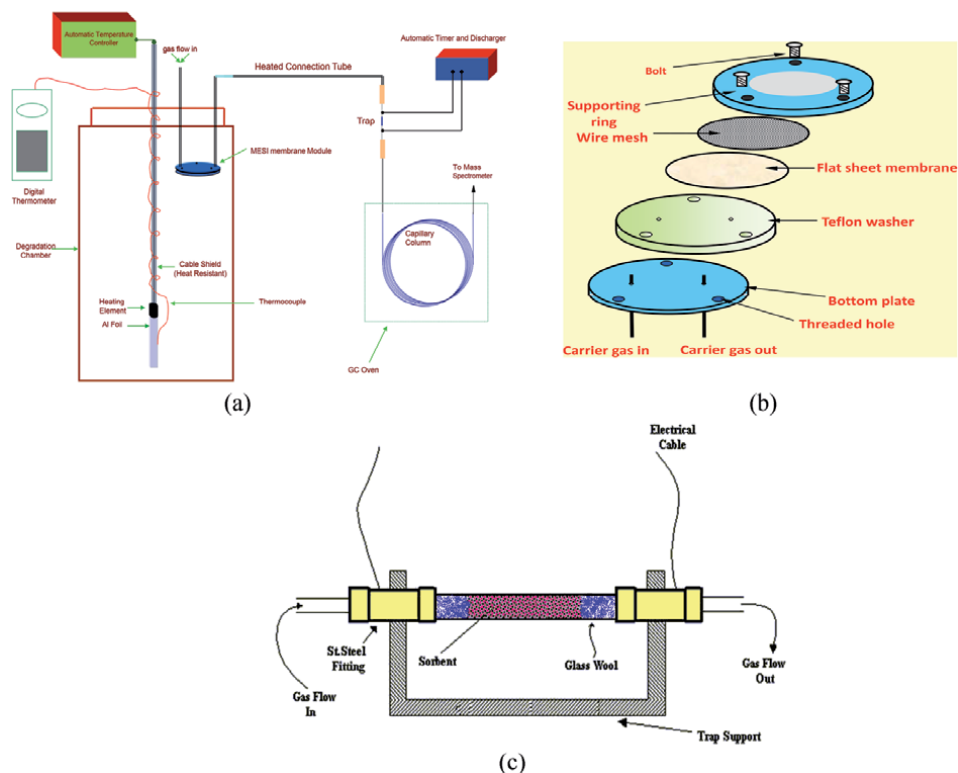 Automatic Temperature
Controller
gas flow in
Heated Connection Tube
Automatic Timer and Discharger
Trap
MESI membrane Module
To Mass
Spectrometer
Digital
Thermometer
Capillary
Column
Degradation
Chamber
Cable Shield
(Heat Resistant)
Heating
Element
Thermocouple
Al Foil
GC Oven
(a)
Bolt
Supporting
ring
Wire mesh
Flat sheet membrane
Teflon washer
Bottom plate
Threaded hole
Carrier gas in
Carrier gas out
(b)
Electrical
Cable
St.Steel
Fitting
Sorbent
Glass Wool
Gas Flow
In
Gas Flow
Out
Trap Support
(c)